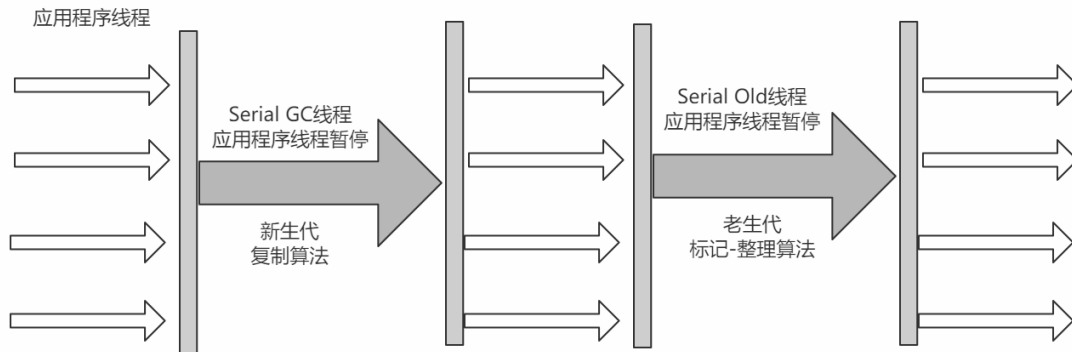 应用程序线程
Serial GC线程
应用程序线程暂停
新生代
复制算法
Serial Old线程
应用程序线程暂停
老生代
标记-整理算法